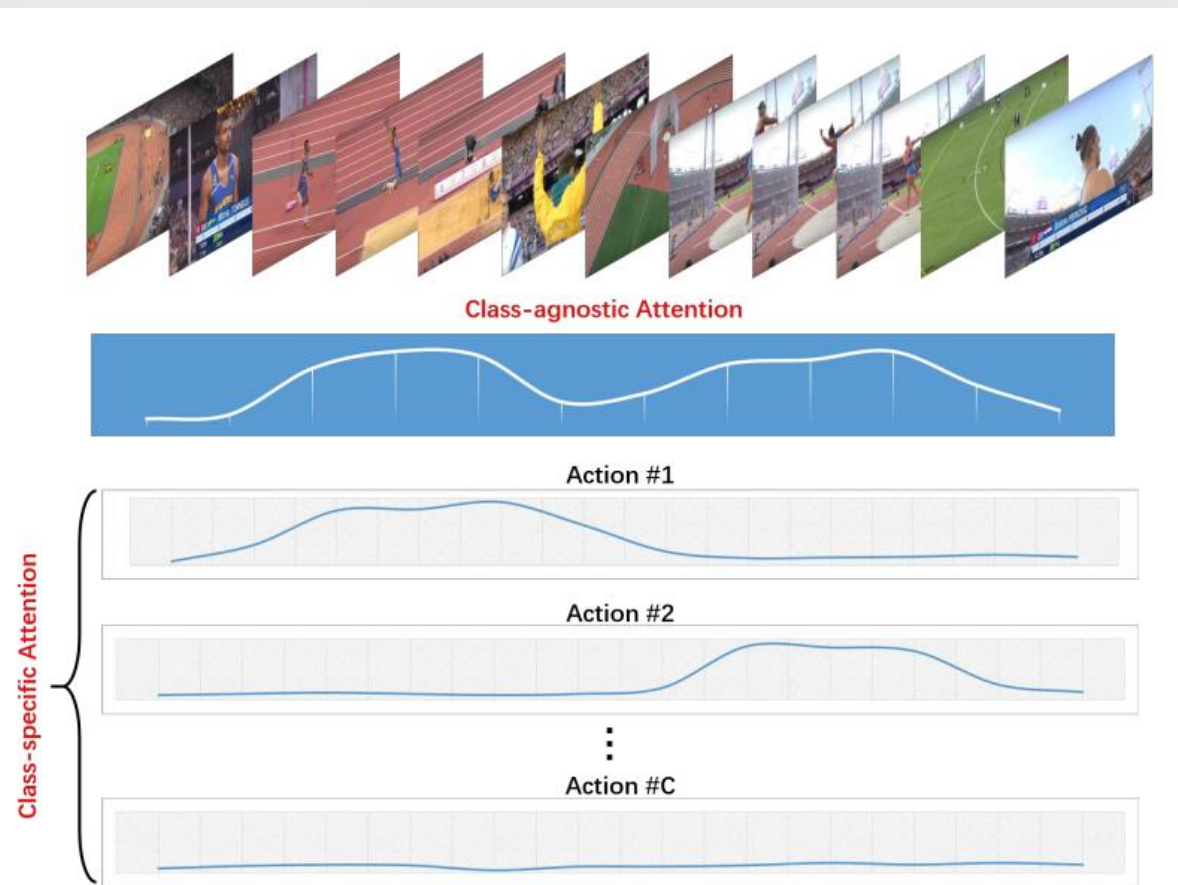 Class-agnostic Attention
Action #1
Action #2
Class-specific Attention
Action #C